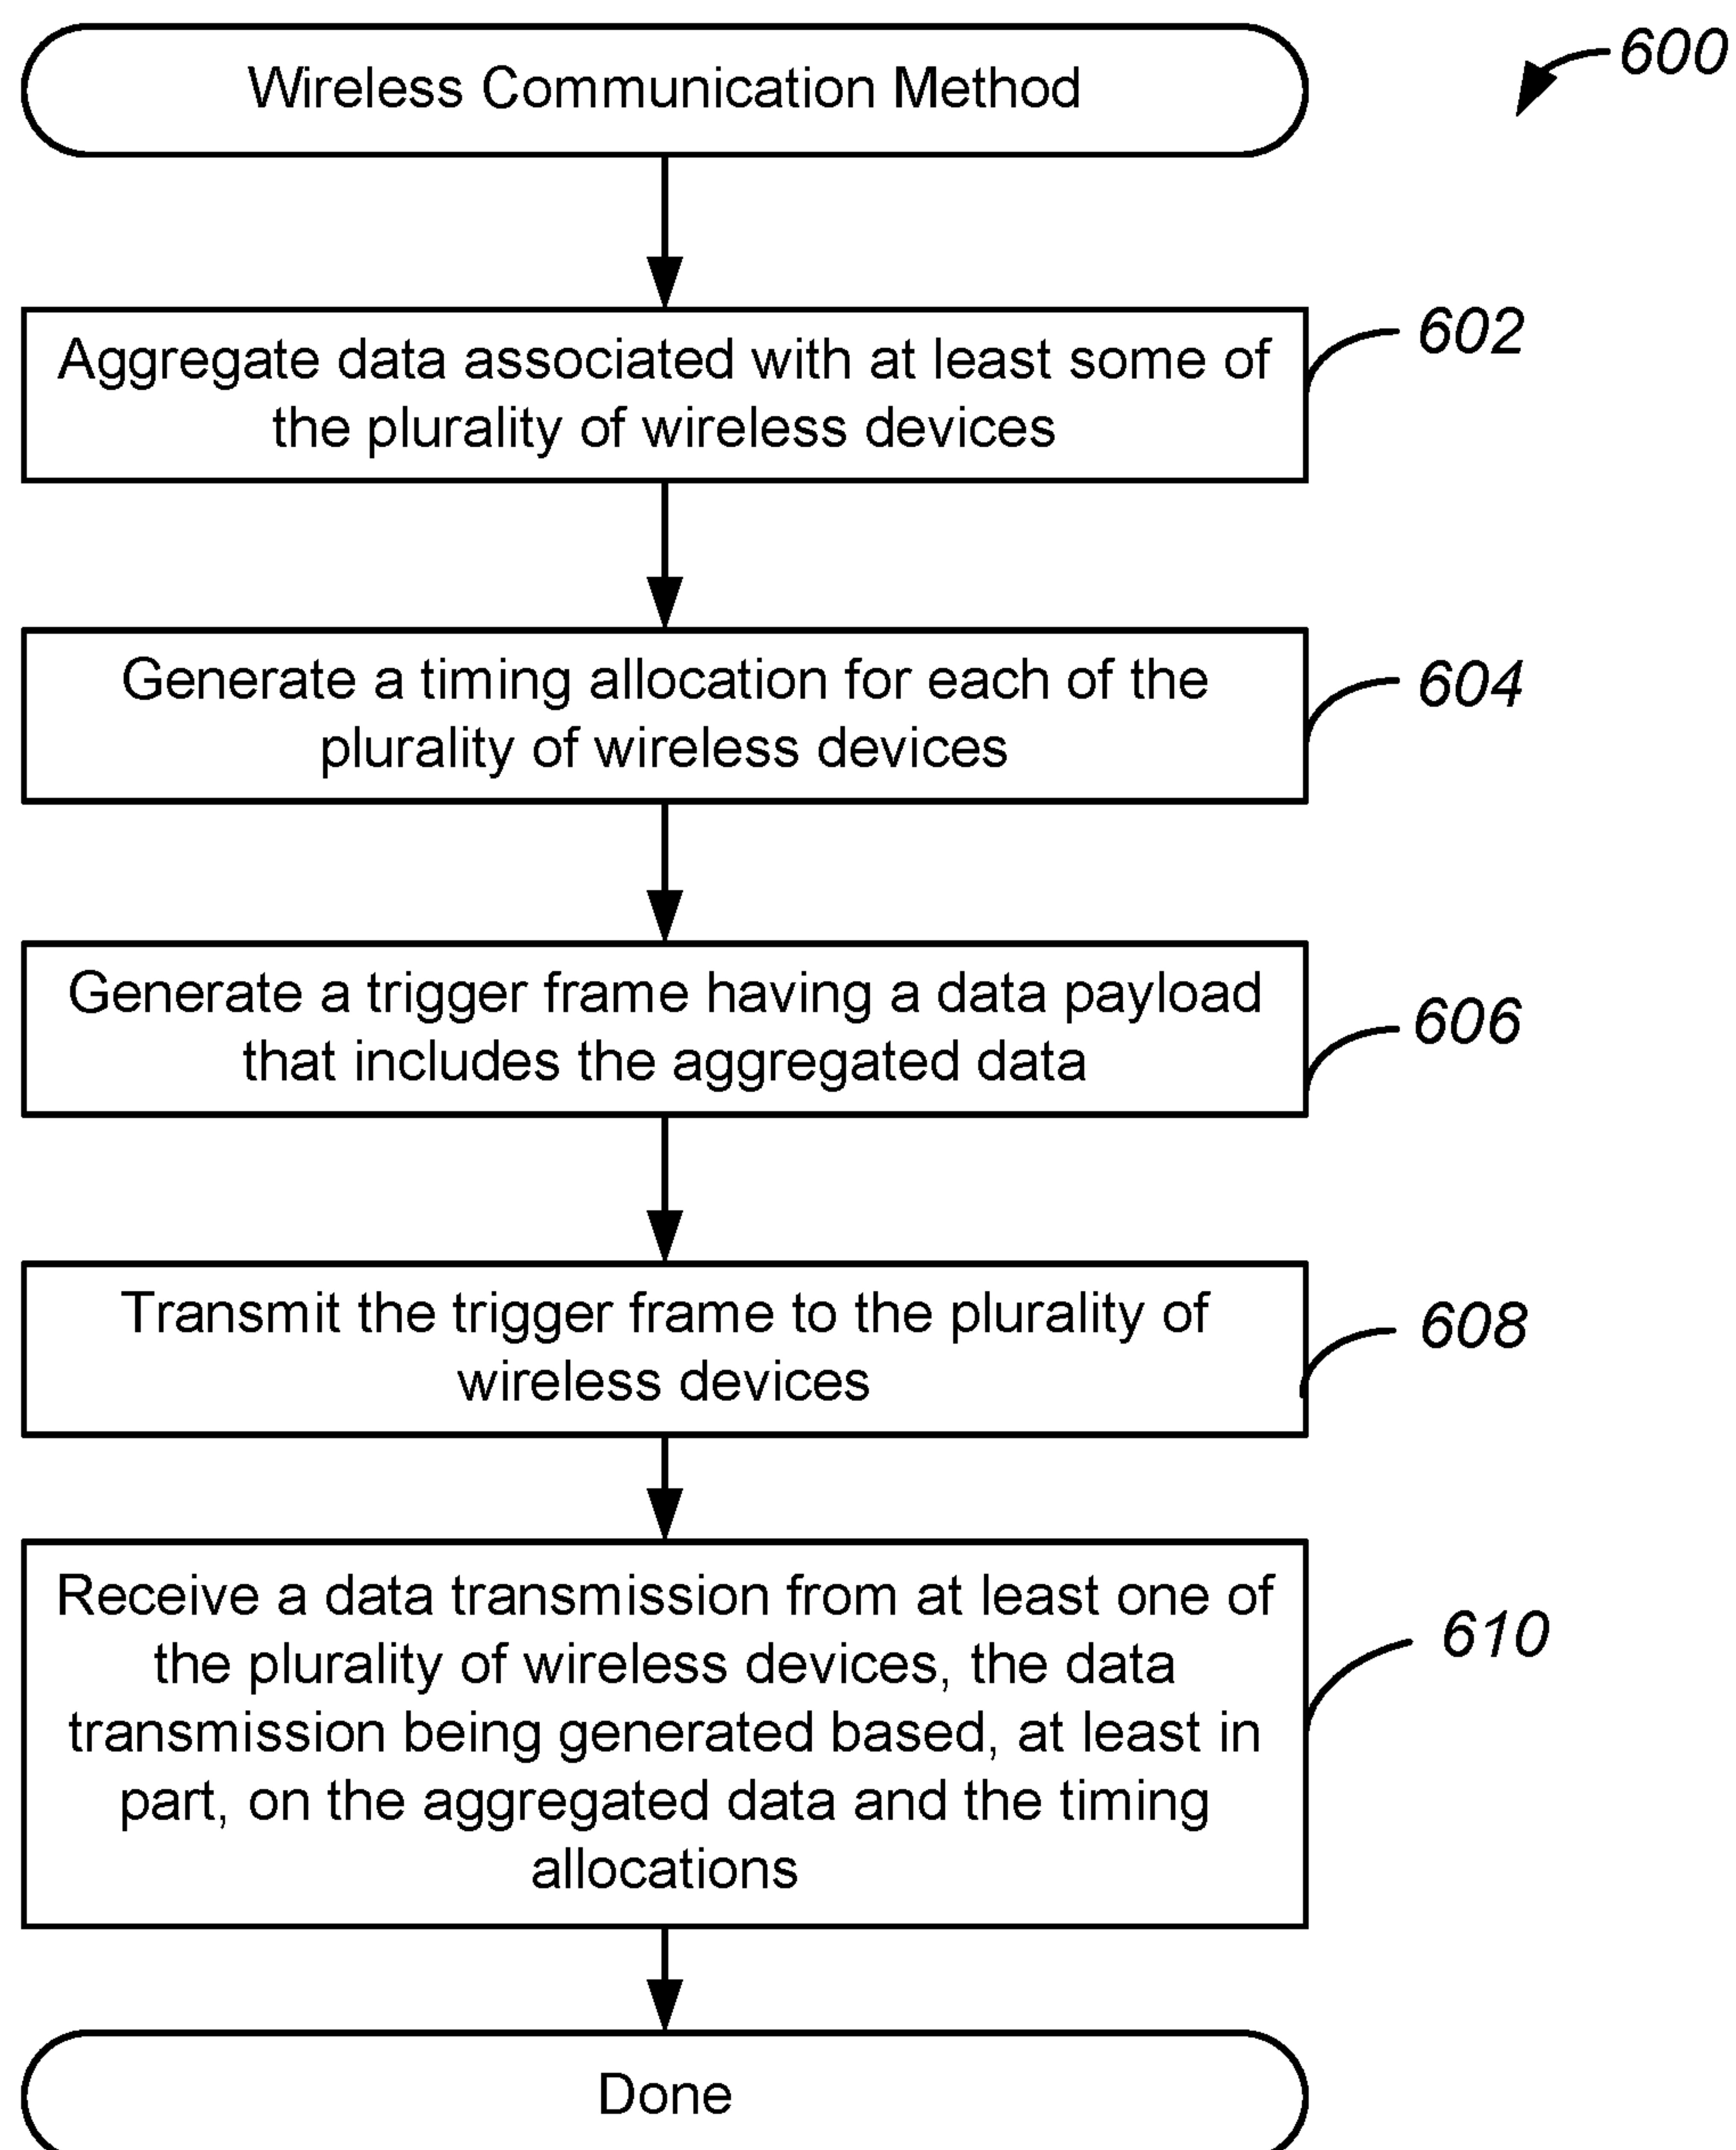 Wireless Communication Method
600
Aggregate data associated with at least some of
the plurality of wireless devices
602
Generate a timing allocation for each of the
plurality of wireless devices
604
Generate a trigger frame having a data payload
that includes the aggregated data
606
Transmit the trigger frame to the plurality of
wireless devices
608
Receive a data transmission from at least one of
the plurality of wireless devices, the data
transmission being generated based, at least in
part, on the aggregated data and the timing
allocations
610
Done